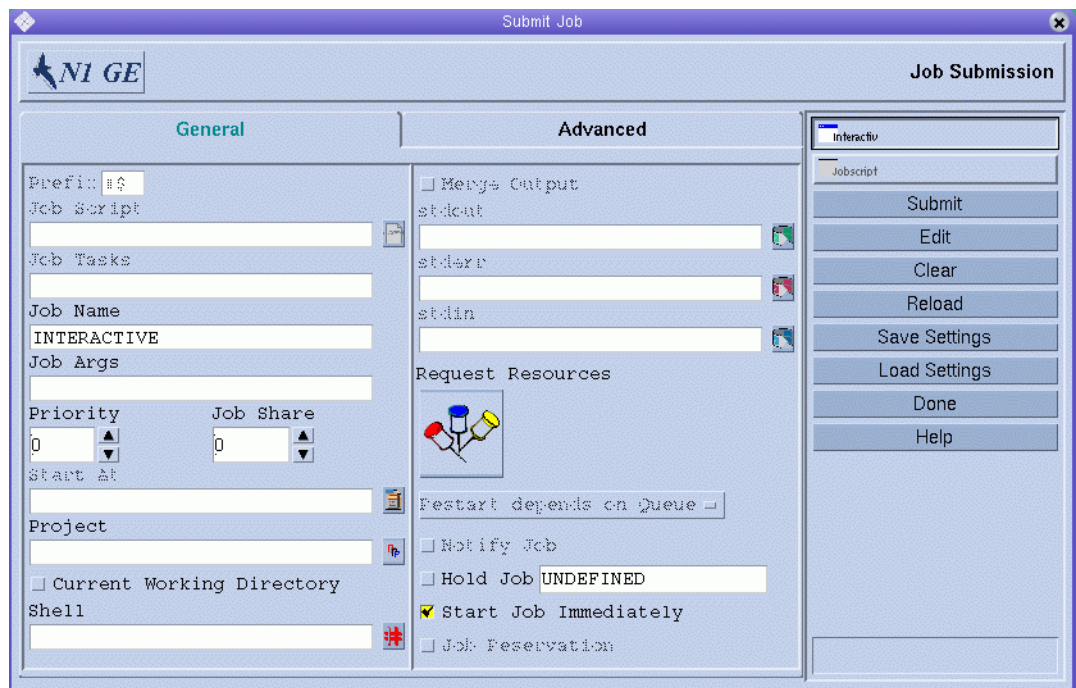 Submit Job
N1 GE
Job Submission
General
Advanced
Prefix #$
Job Script
Job Tasks
Job Name
INTERACTIVE
Job Args
Priority Job Share
0 0
Start At
Project
Current Working Directory
Shell
Merge Output
stdout
stderr
stdin
Request Resources
Restart depends on Queue
Notify Job
Hold Job UNDEFINED
Start Job Immediately
Job Reservation
Interactiv
Jobscript
Submit
Edit
Clear
Reload
Save Settings
Load Settings
Done
Help